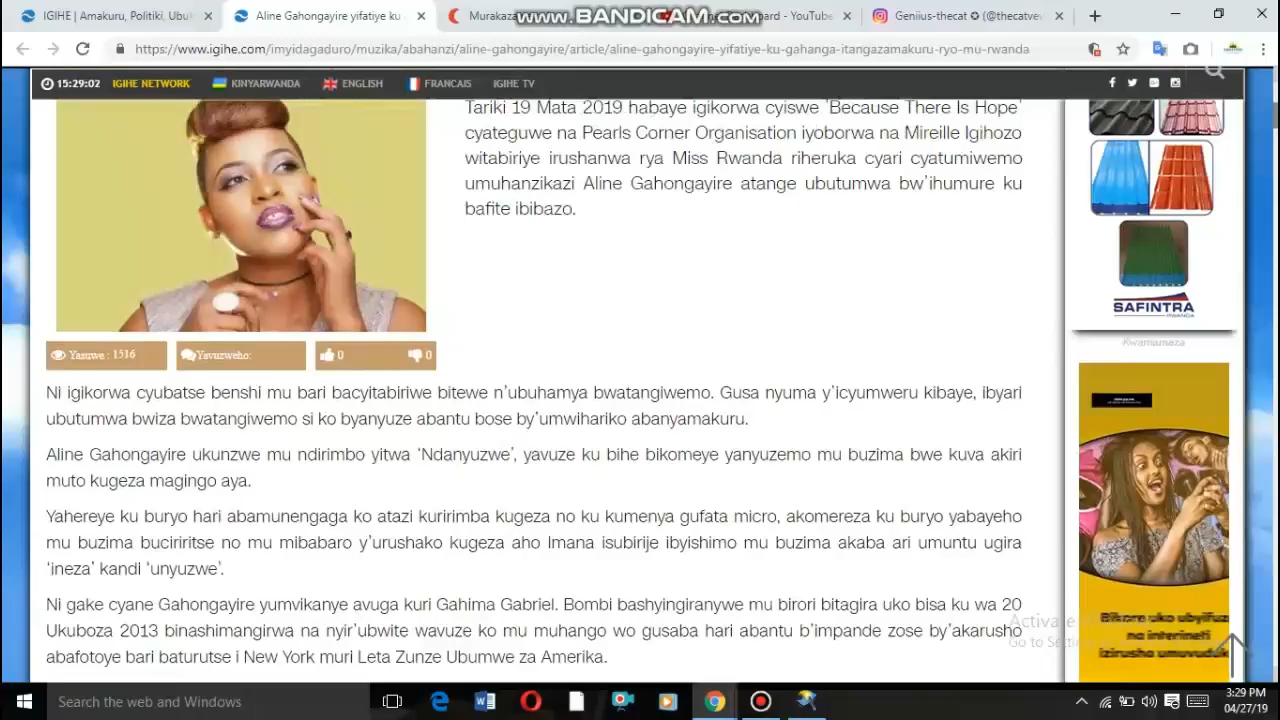 IGIHE | Amakuru, Politiki, Ubu
Aline Gahongayire yifatiye ku
Murakaza
www.BANDICAM.com
ard - YouTube
Geniius-thecat ✪ (@thecatve
https://www.igihe.com/imyidagaduro/muzika/abahanzi/aline-gahongayire/article/aline-gahongayire-yifatiye-ku-gahanga-itangazamakuru-ryo-mu-rwanda
15:29:02 IGIHE NETWORK KINYARWANDA ENGLISH FRANCAIS IGIHE TV
Tariki 19 Mata 2019 habaye igikorwa cyiswe 'Because There Is Hope'
cyateguwe na Pearls Corner Organisation iyoborwa na Mireille Igihozo
witabiriye irushanwa rya Miss Rwanda riheruka cyari cyatumiwemo
umuhanzikazi Aline Gahongayire atange ubutumwa bw'ihumure ku
bafite ibibazo.
Yasuwe : 1516
Yavuzweho:
0
0
Ni igikorwa cyubatse benshi mu bari bacyitabiriwe bitewe n'ubuhamya bwatangiwemo. Gusa nyuma y'icyumweru kibaye, ibyari
ubutumwa bwiza bwatangiwemo si ko byanyuze abantu bose by'umwihariko abanyamakuru.
Aline Gahongayire ukunzwe mu ndirimbo yitwa 'Ndanyuzwe', yavuze ku bihe bikomeye yanyuzemo mu buzima bwe kuva akiri
muto kugeza magingo aya.
Yahereye ku buryo hari abamunengaga ko atazi kuririmba kugeza no ku kumenya gufata micro, akomereza ku buryo yabayeho
mu buzima buciriritse no mu mibabaro y'urushako kugeza aho Imana isubirije ibyishimo mu buzima akaba ari umuntu ugira
'ineza' kandi 'unyuzwe'.
Ni gake cyane Gahongayire yumvikanye avuga kuri Gahima Gabriel. Bombi bashyingiranywe mu birori bitagira uko bisa ku wa 20
Ukuboza 2013 binashimangirwa na nyir'ubwite wavuze ko mu muhango wo gusaba hari abantu b'impande zose by'akarusho
abafotoye bari baturutse i New York muri Leta Zunze Ubumwe za Amerika.
SAFINTRA
RWANDA
Kwamamaza
Activate
Go to Setti
Search the web and Windows
3:29 PM
04/27/19